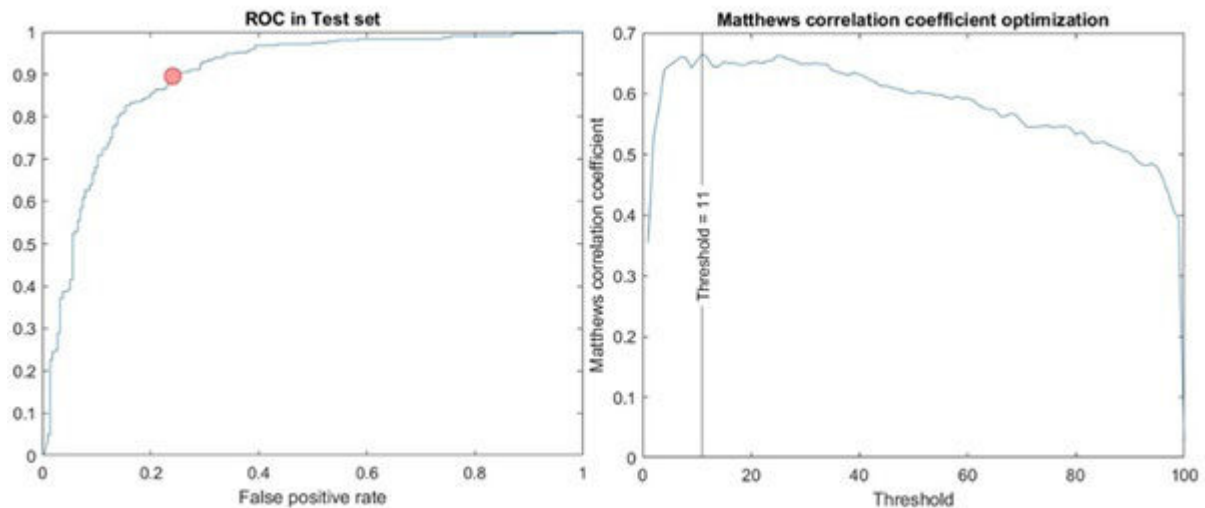 ROC in Test set
1
0.9
0.8
0.7
0.6
0.5
0.4
0.3
0.2
0.1
0
0 0.2 0.4 0.6 0.8 1
False positive rate
Matthews correlation coefficient optimization
0.7
0.6
0.5
0.4
0.3
0.2
0.1
0
Matthews correlation coefficient
Threshold = 11
0 20 40 60 80 100
Threshold